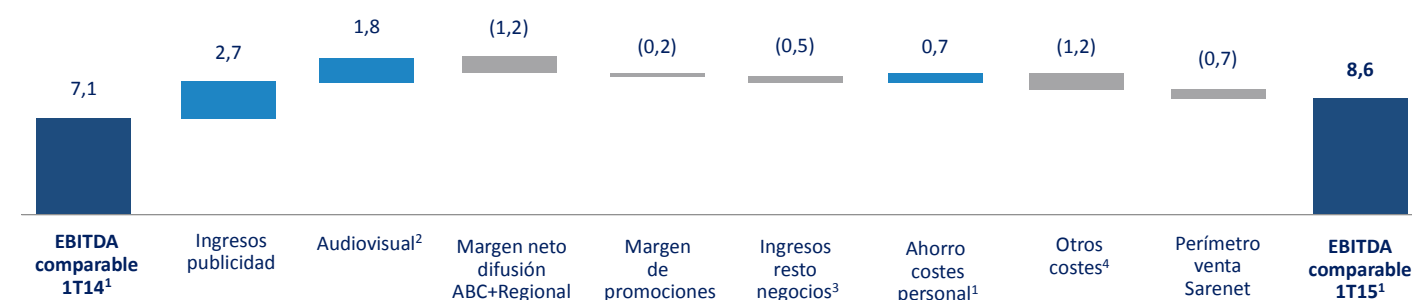 7,1
2,7
1,8
(1,2)
(0,2)
(0,5)
0,7
(1,2)
(0,7)
8,6
EBITDA
comparable
1T14¹
Ingresos
publicidad
Audiovisual²
Margen neto
difusión
ABC+Regional
Margen
de
promociones
Ingresos
resto
negocios³
Ahorro
costes
personal¹
Otros
costes⁴
Perímetro
venta
Sarenet
EBITDA
comparable
1T15¹